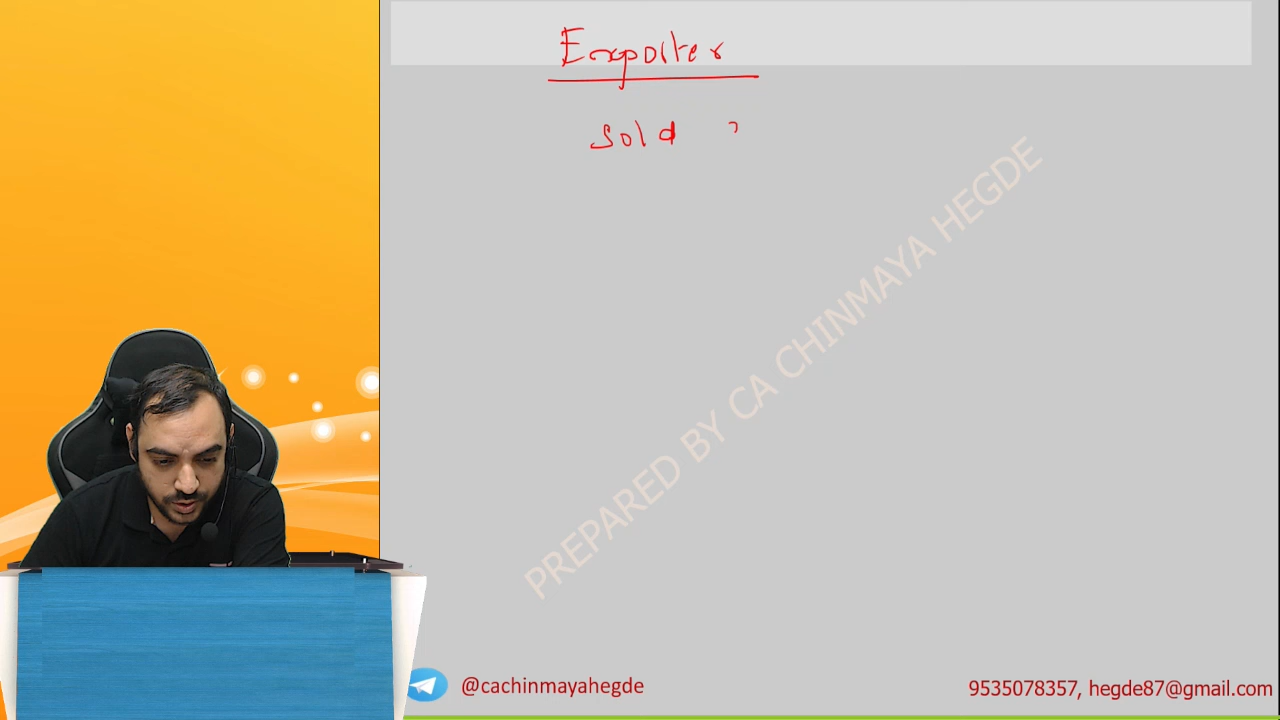 Exporter
Sold
PREPARED BY CA CHINMAYA HEGDE
@cachinmayahegde
9535078357, hegde87@gmail.com